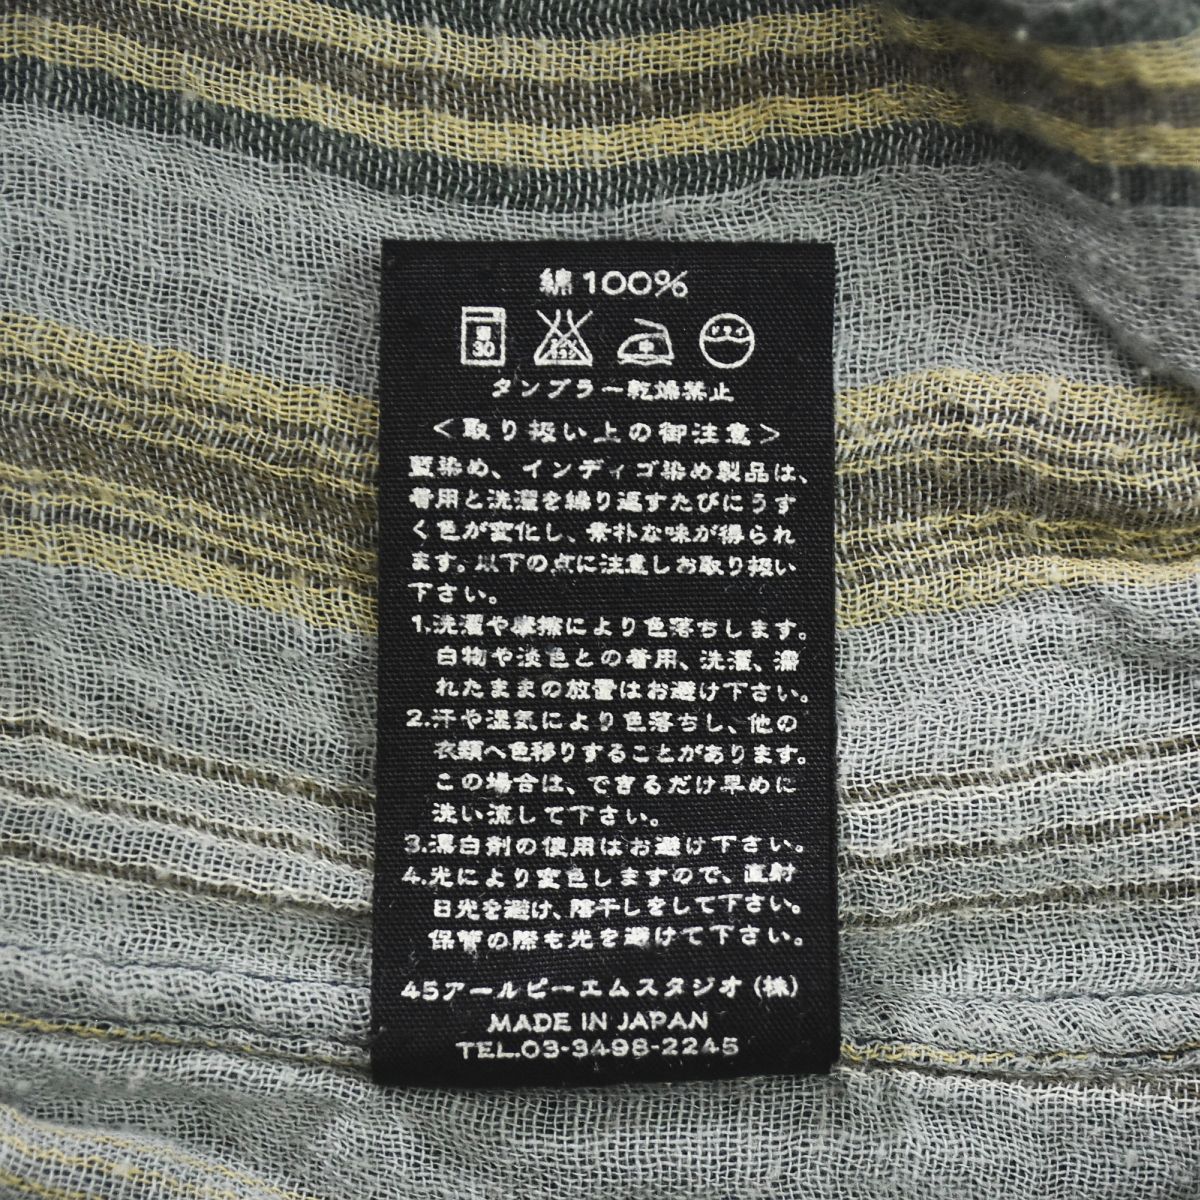 綿 100%
30
中
ドライ
タンブラー乾燥禁止
＜取り扱い上の御注意＞
藍染め、インディゴ染め製品は、
着用と洗濯を繰り返すたびにうす
く色が変化し、素朴な味が得られ
ます。以下の点に注意しお取り扱い
下さい。
1.洗濯や摩擦により色落ちします。
白物や淡色との着用、洗濯、濡
れたままの放置はお避け下さい。
2.汗や湿気により色落ちし、他の
衣類へ色移りすることがあります。
この場合は、できるだけ早めに
洗い流して下さい。
3.漂白剤の使用はお避け下さい。
4.光により変色しますので、直射
日光を避け、陰干しをして下さい。
保管の際も光を避けて下さい。
45アールピーエムスタジオ(株)
MADE IN JAPAN
TEL.03-3498-2245